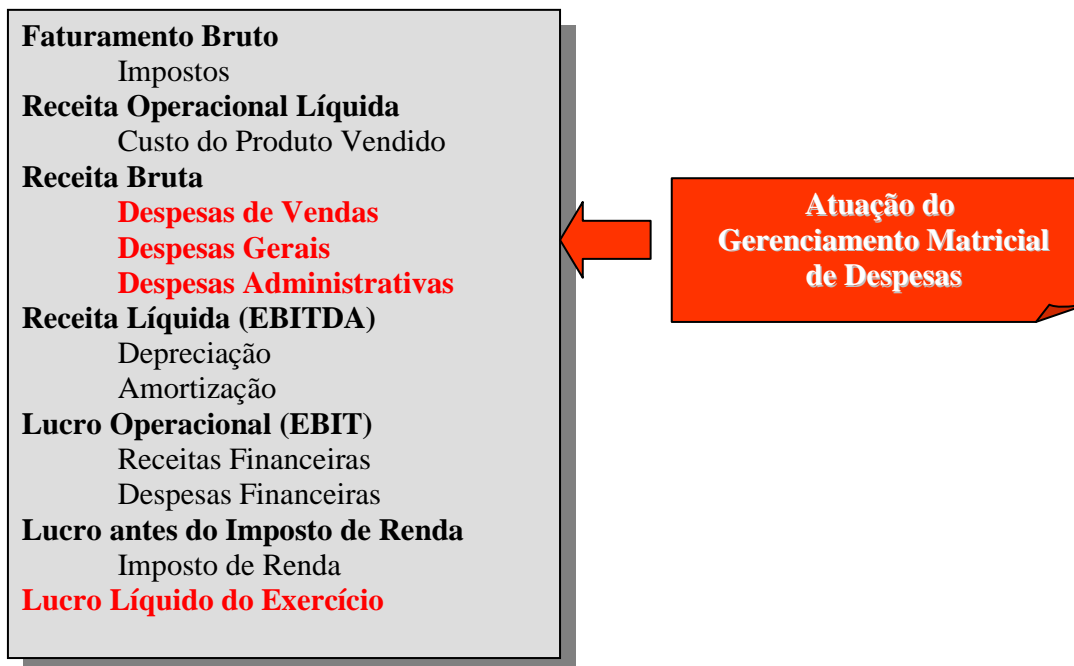 Faturamento Bruto
Impostos
Receita Operacional Líquida
Custo do Produto Vendido
Receita Bruta
Despesas de Vendas
Despesas Gerais
Despesas Administrativas
Receita Líquida (EBITDA)
Depreciação
Amortização
Lucro Operacional (EBIT)
Receitas Financeiras
Despesas Financeiras
Lucro antes do Imposto de Renda
Imposto de Renda
Lucro Líquido do Exercício
Atuação do
Gerenciamento Matricial
de Despesas